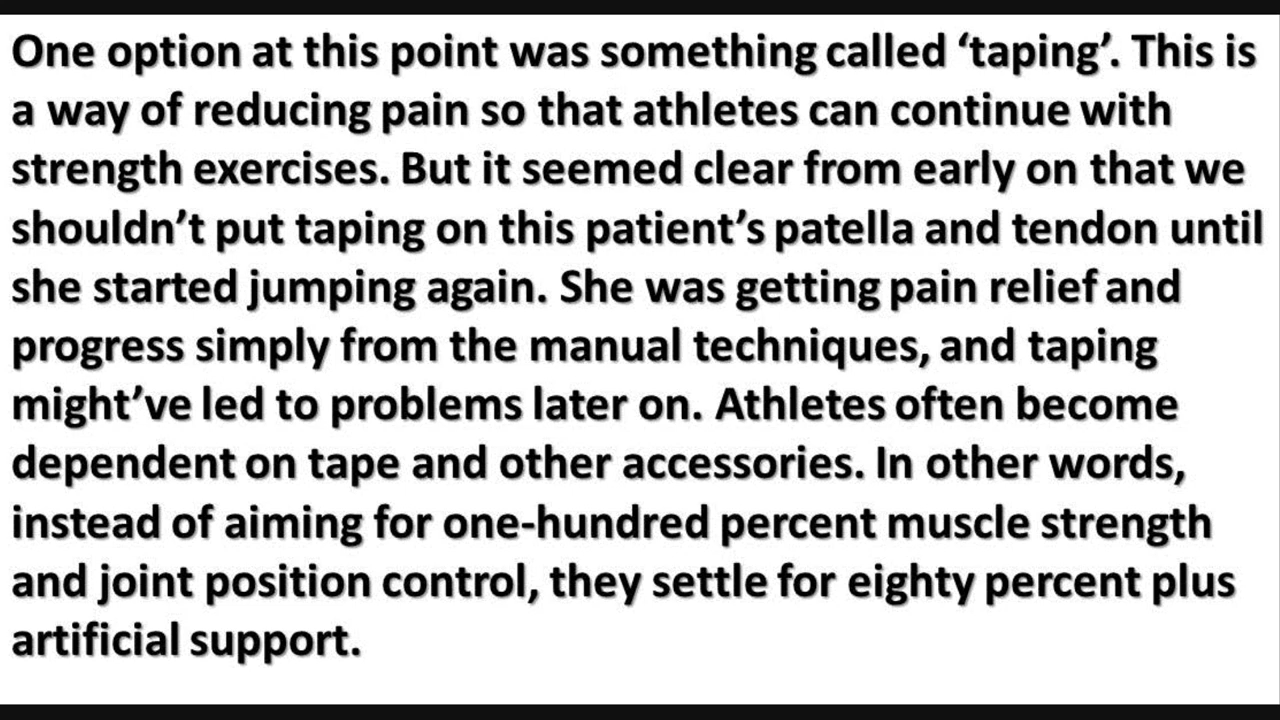 One option at this point was something called ‘taping’. This is
a way of reducing pain so that athletes can continue with
strength exercises. But it seemed clear from early on that we
shouldn’t put taping on this patient’s patella and tendon until
she started jumping again. She was getting pain relief and
progress simply from the manual techniques, and taping
might’ve led to problems later on. Athletes often become
dependent on tape and other accessories. In other words,
instead of aiming for one-hundred percent muscle strength
and joint position control, they settle for eighty percent plus
artificial support.